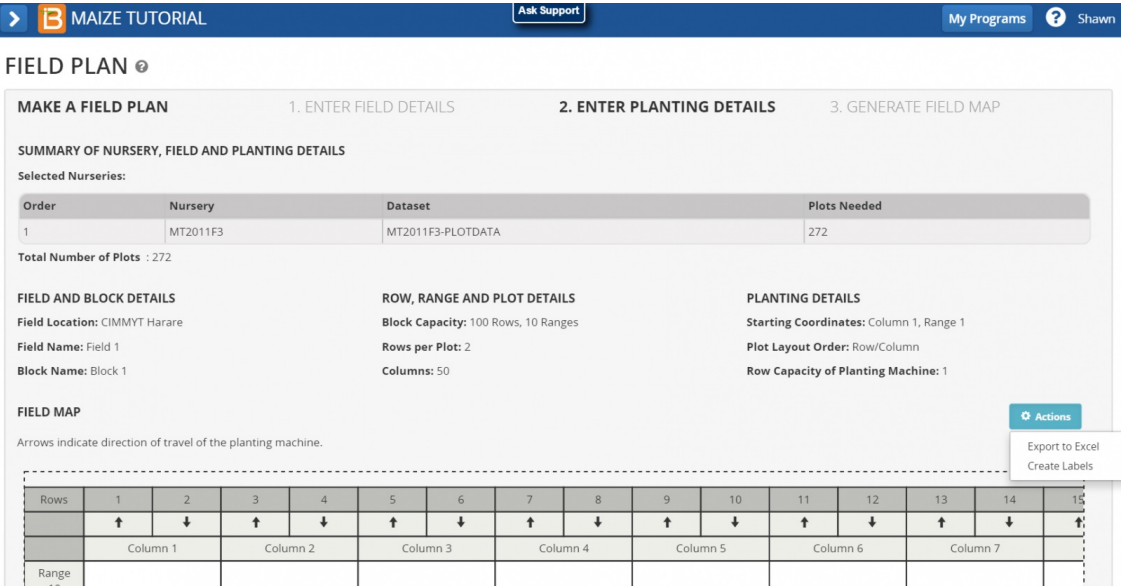 MAIZE TUTORIAL Ask Support My Programs ? Shawn
FIELD PLAN ?
MAKE A FIELD PLAN 1. ENTER FIELD DETAILS 2. ENTER PLANTING DETAILS 3. GENERATE FIELD MAP
SUMMARY OF NURSERY, FIELD AND PLANTING DETAILS
Selected Nurseries:
Order Nursery Dataset Plots Needed
1 MT2011F3 MT2011F3-PLOTDATA 272
Total Number of Plots : 272
FIELD AND BLOCK DETAILS ROW, RANGE AND PLOT DETAILS PLANTING DETAILS
Field Location: CIMMYT Harare Block Capacity: 100 Rows, 10 Ranges Starting Coordinates: Column 1, Range 1
Field Name: Field 1 Rows per Plot: 2 Plot Layout Order: Row/Column
Block Name: Block 1 Columns: 50 Row Capacity of Planting Machine: 1
FIELD MAP Actions
Arrows indicate direction of travel of the planting machine. Export to Excel
Create Labels
Rows 1 2 3 4 5 6 7 8 9 10 11 12 13 14 15
Column 1 Column 2 Column 3 Column 4 Column 5 Column 6 Column 7
Range